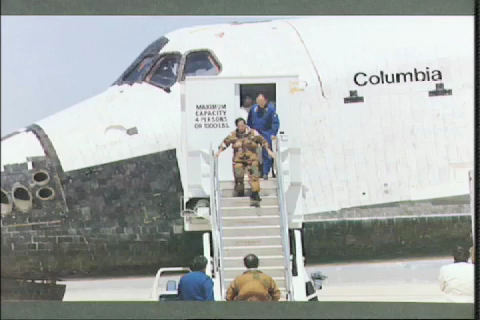 Columbia
MAXIMUM
CAPACITY
4 PERSONS
OR 1000 LBS.